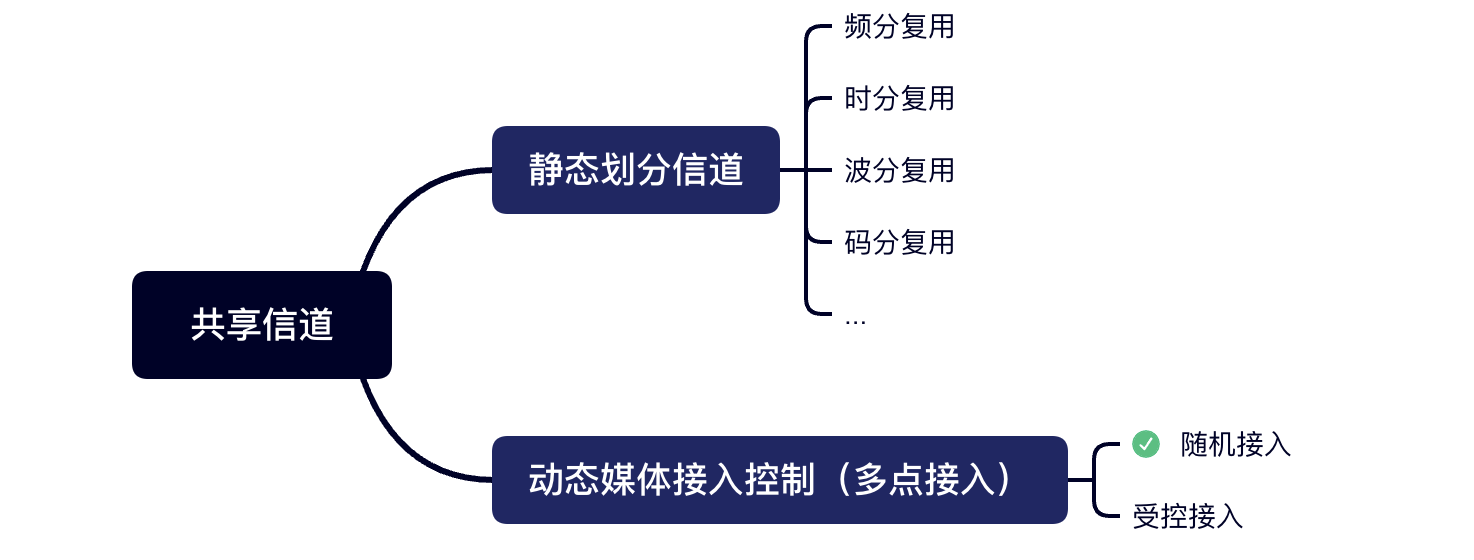 共享信道
静态划分信道
频分复用
时分复用
波分复用
码分复用
...
动态媒体接入控制（多点接入）
随机接入
受控接入